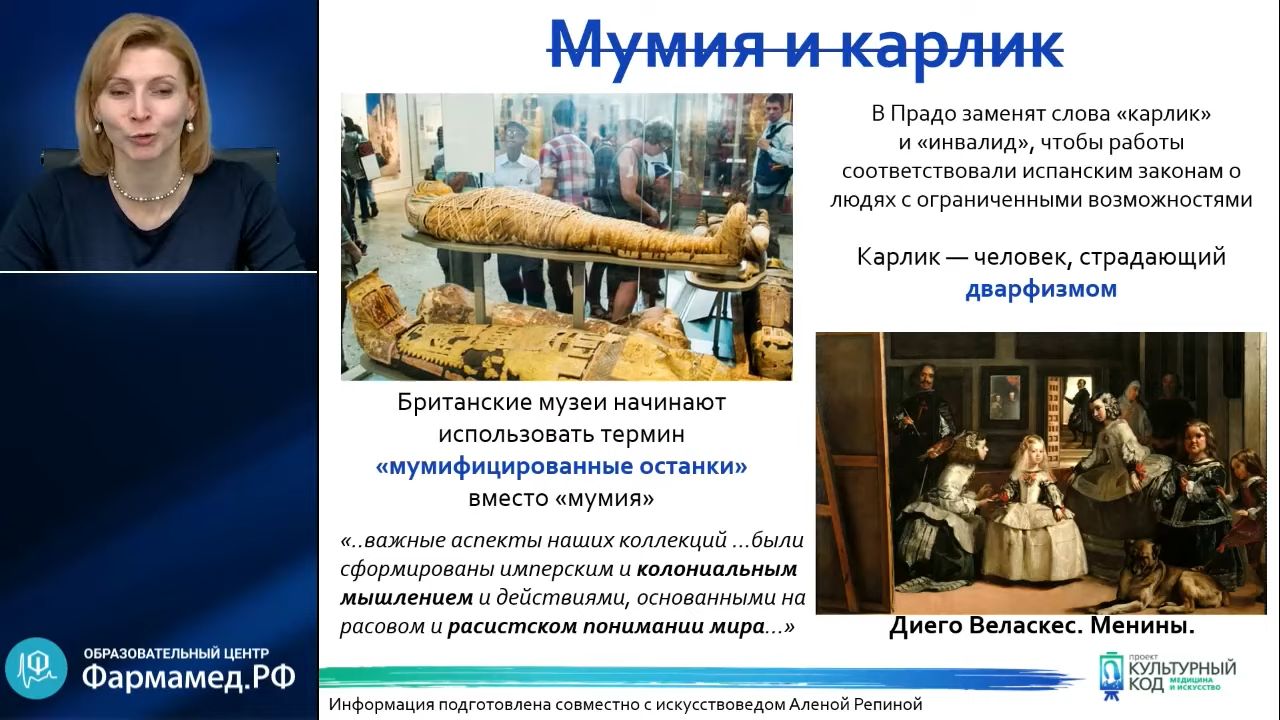 Мумия и карлик
В Прадо заменят слова «карлик»
и «инвалид», чтобы работы
соответствовали испанским законам о
людях с ограниченными возможностями
Карлик — человек, страдающий
дварфизмом
Британские музеи начинают
использовать термин
«мумифицированные останки»
вместо «мумия»
«..важные аспекты наших коллекций ...были
сформированы имперским и колониальным
мышлением и действиями, основанными на
расовом и расистском понимании мира...»
Диего Веласкес. Менины.
ОБРАЗОВАТЕЛЬНЫЙ ЦЕНТР
Фармамед.РФ
проект
КУЛЬТУРНЫЙ
КОД МЕДИЦИНА
И ИСКУССТВО
Информация подготовлена совместно с искусствоведом Аленой Репиной